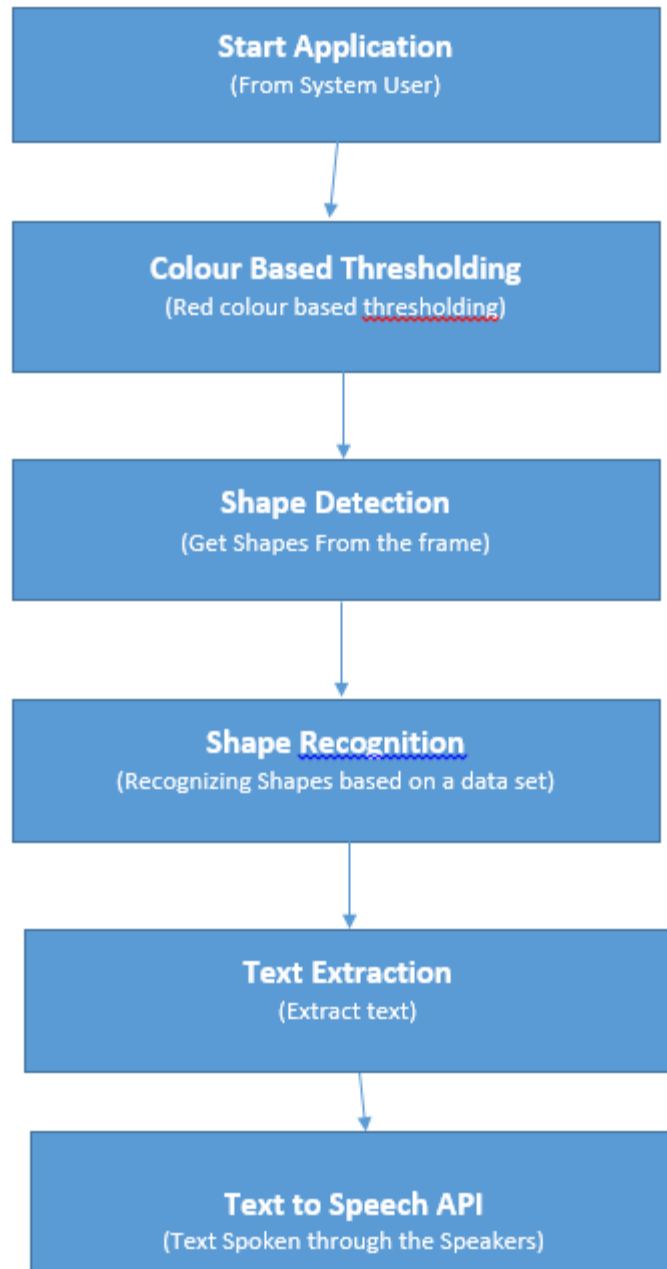 Start Application
(From System User)
Colour Based Thresholding
(Red colour based thresholding)
Shape Detection
(Get Shapes From the frame)
Shape Recognition
(Recognizing Shapes based on a data set)
Text Extraction
(Extract text)
Text to Speech API
(Text Spoken through the Speakers)